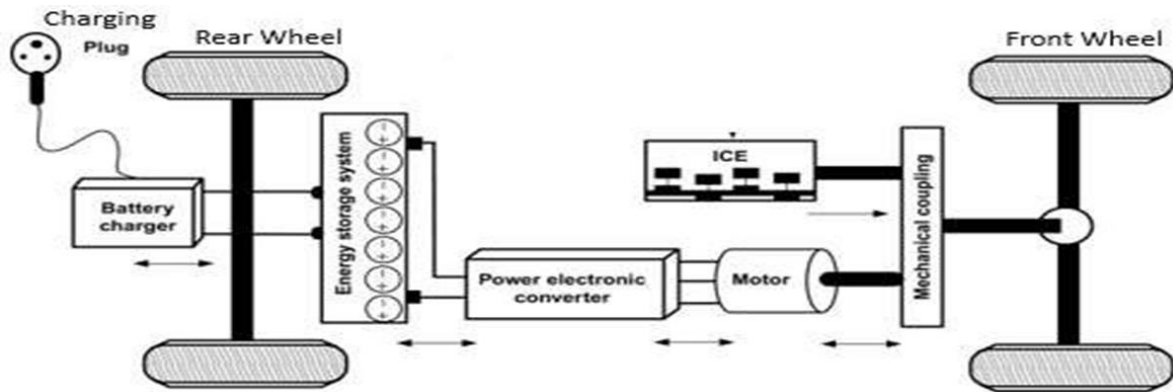 Charging
Plug
Rear Wheel
Front Wheel
Battery
charger
Energy storage system
ICE
Power electronic
converter
Motor
Mechanical coupling